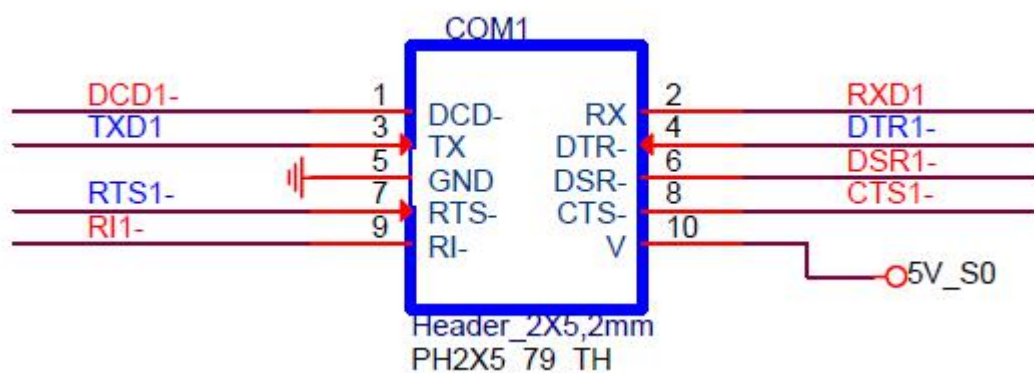 COM1
DCD1- 1 DCD- RX 2 RXD1
TXD1 3 TX DTR- 4 DTR1-
5 GND DSR- 6 DSR1-
RTS1- 7 RTS- CTS- 8 CTS1-
RI1- 9 RI- V 10
5V_S0
Header_2X5,2mm
PH2X5_79_TH